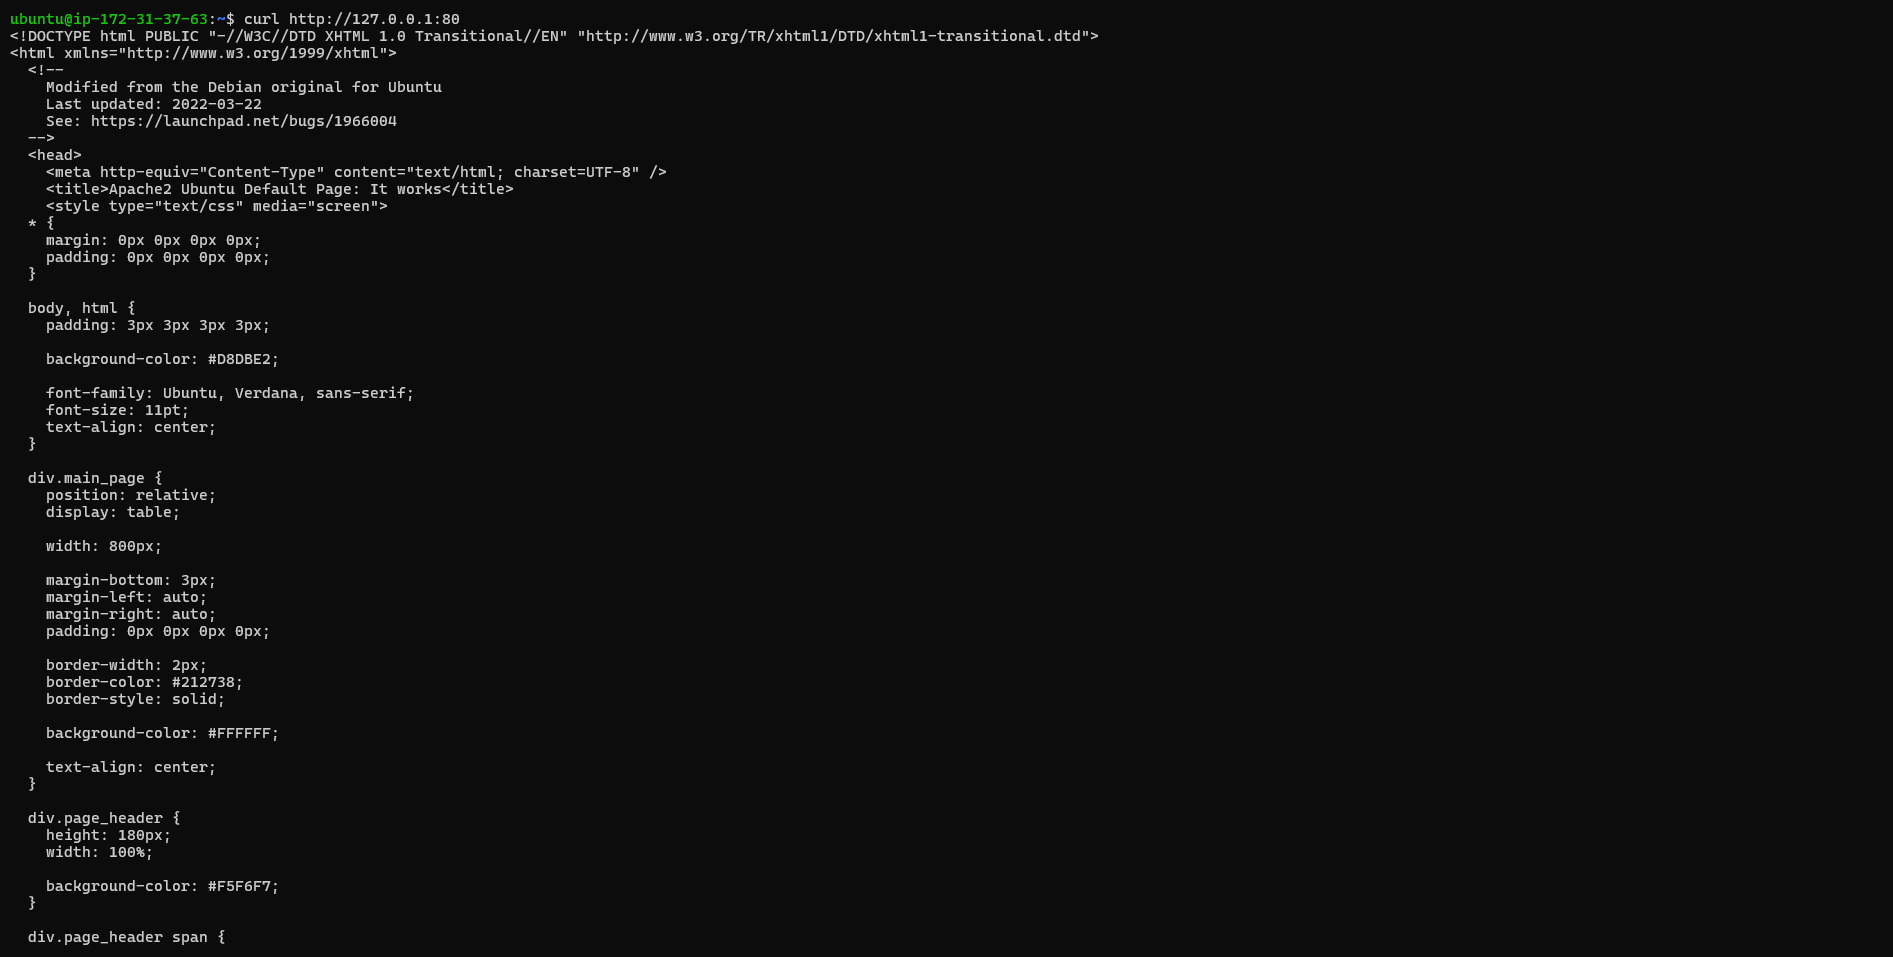 ubuntu@ip-172-31-37-63:~$ curl http://127.0.0.1:80
<!DOCTYPE html PUBLIC "-//W3C//DTD XHTML 1.0 Transitional//EN" "http://www.w3.org/TR/xhtml1/DTD/xhtml1-transitional.dtd">
<html xmlns="http://www.w3.org/1999/xhtml">
  <!--
    Modified from the Debian original for Ubuntu
    Last updated: 2022-03-22
    See: https://launchpad.net/bugs/1966004
  -->
  <head>
    <meta http-equiv="Content-Type" content="text/html; charset=UTF-8" />
    <title>Apache2 Ubuntu Default Page: It works</title>
    <style type="text/css" media="screen">
  * {
    margin: 0px 0px 0px 0px;
    padding: 0px 0px 0px 0px;
  }

  body, html {
    padding: 3px 3px 3px 3px;

    background-color: #D8DBE2;

    font-family: Ubuntu, Verdana, sans-serif;
    font-size: 11pt;
    text-align: center;
  }

  div.main_page {
    position: relative;
    display: table;

    width: 800px;

    margin-bottom: 3px;
    margin-left: auto;
    margin-right: auto;
    padding: 0px 0px 0px 0px;

    border-width: 2px;
    border-color: #212738;
    border-style: solid;

    background-color: #FFFFFF;

    text-align: center;
  }

  div.page_header {
    height: 180px;
    width: 100%;

    background-color: #F5F6F7;
  }

  div.page_header span {